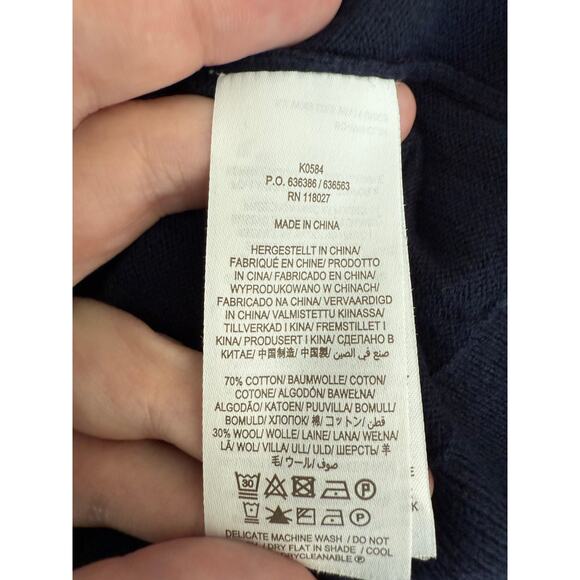 K0584
P.O. 636386 / 636563
RN 118027
MADE IN CHINA
HERGESTELLT IN CHINA/
FABRIQUÉ EN CHINE/ PRODOTTO
IN CINA/ FABRICADO EN CHINA/
WYPRODUKOWANO W CHINACH/
FABRICADO NA CHINA/ VERVAARDIGD
IN CHINA/ VALMISTETTU KIINASSA/
TILLVERKAD I KINA/ FREMSTILLET I
KINA/ PRODUSERT I KINA/ СДЕЛАНО В
КИТАЕ/ 中国制造/ 中国製/ صنع في الصين
70% COTTON/ BAUMWOLLE/ COTON/
COTONE/ ALGODÓN/ BAWEŁNA/
ALGODÃO/ KATOEN/ PUUVILLA/ BOMULL/
BOMULD/ ХЛОПОК/ 棉/ コットン/ قطن
30% WOOL/ WOLLE/ LAINE/ LANA/ WEŁNA/
LÃ/ WOL/ VILLA/ ULL/ ULD/ ШЕРСТЬ/ 羊
毛/ ウール/ صوف
30 P
P
DELICATE MACHINE WASH / DO NOT
DRY FLAT IN SHADE / COOL
DRYCLEANABLE
E
K